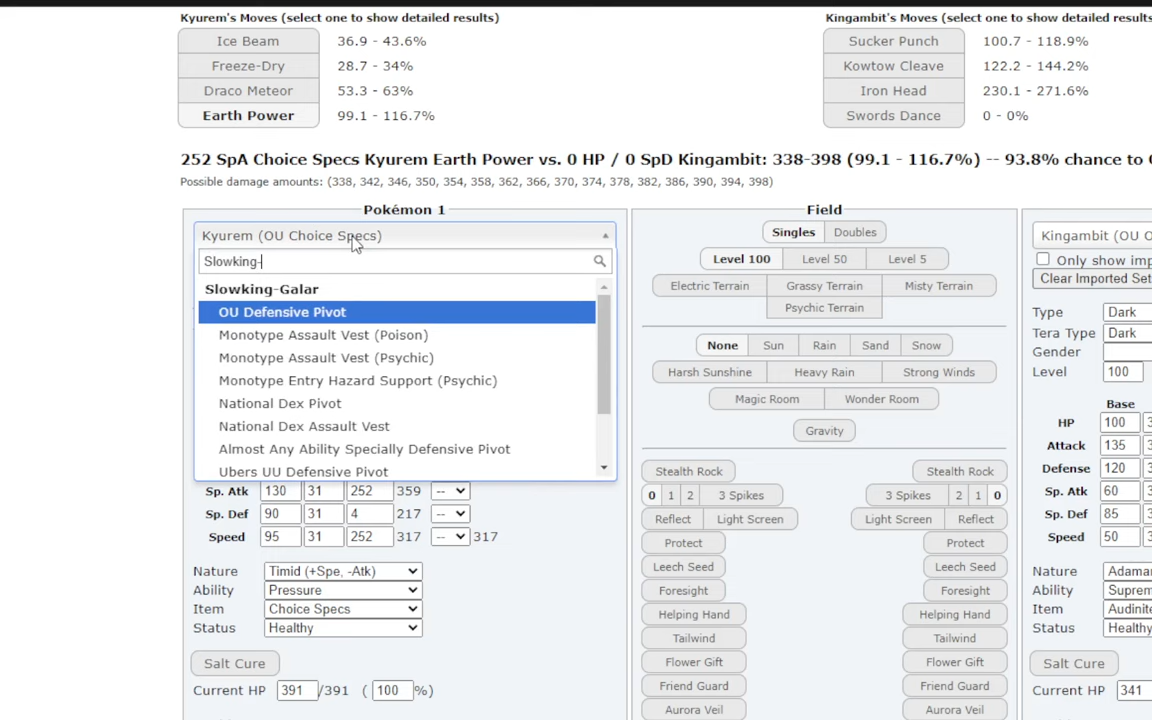 Kyurem's Moves (select one to show detailed results)
Kingambit's Moves (select one to show detailed results
Ice Beam 36.9 - 43.6%
Sucker Punch 100.7 - 118.9%
Freeze-Dry 28.7 - 34%
Kowtow Cleave 122.2 - 144.2%
Draco Meteor 53.3 - 63%
Iron Head 230.1 - 271.6%
Earth Power 99.1 - 116.7%
Swords Dance 0 - 0%
252 SpA Choice Specs Kyurem Earth Power vs. 0 HP / 0 SpD Kingambit: 338-398 (99.1 - 116.7%) -- 93.8% chance to
Possible damage amounts: (338, 342, 346, 350, 354, 358, 362, 366, 370, 374, 378, 382, 386, 390, 394, 398)
Pokémon 1
Kyurem (OU Choice Specs)
Slowking-
Slowking-Galar
OU Defensive Pivot
Monotype Assault Vest (Poison)
Monotype Assault Vest (Psychic)
Monotype Entry Hazard Support (Psychic)
National Dex Pivot
National Dex Assault Vest
Almost Any Ability Specially Defensive Pivot
Ubers UU Defensive Pivot
Sp. Atk 130 31 252 359 --
Sp. Def 90 31 4 217 --
Speed 95 31 252 317 -- 317
Nature Timid (+Spe, -Atk)
Ability Pressure
Item Choice Specs
Status Healthy
Salt Cure
Current HP 391 /391 ( 100 %)
Field
Singles Doubles
Level 100 Level 50 Level 5
Electric Terrain Grassy Terrain Misty Terrain
Psychic Terrain
None Sun Rain Sand Snow
Harsh Sunshine Heavy Rain Strong Winds
Magic Room Wonder Room
Gravity
Stealth Rock Stealth Rock
0 1 2 3 Spikes 3 Spikes 2 1 0
Reflect Light Screen Light Screen Reflect
Protect Protect
Leech Seed Leech Seed
Foresight Foresight
Helping Hand Helping Hand
Tailwind Tailwind
Flower Gift Flower Gift
Friend Guard Friend Guard
Aurora Veil Aurora Veil
Kingambit (OU
Only show imp
Clear Imported Set
Type Dark
Tera Type Dark
Gender
Level 100
Base
HP 100
Attack 135
Defense 120
Sp. Atk 60
Sp. Def 85
Speed 50
Nature Adama
Ability Suprem
Item Audinite
Status Healthy
Salt Cure
Current HP 341